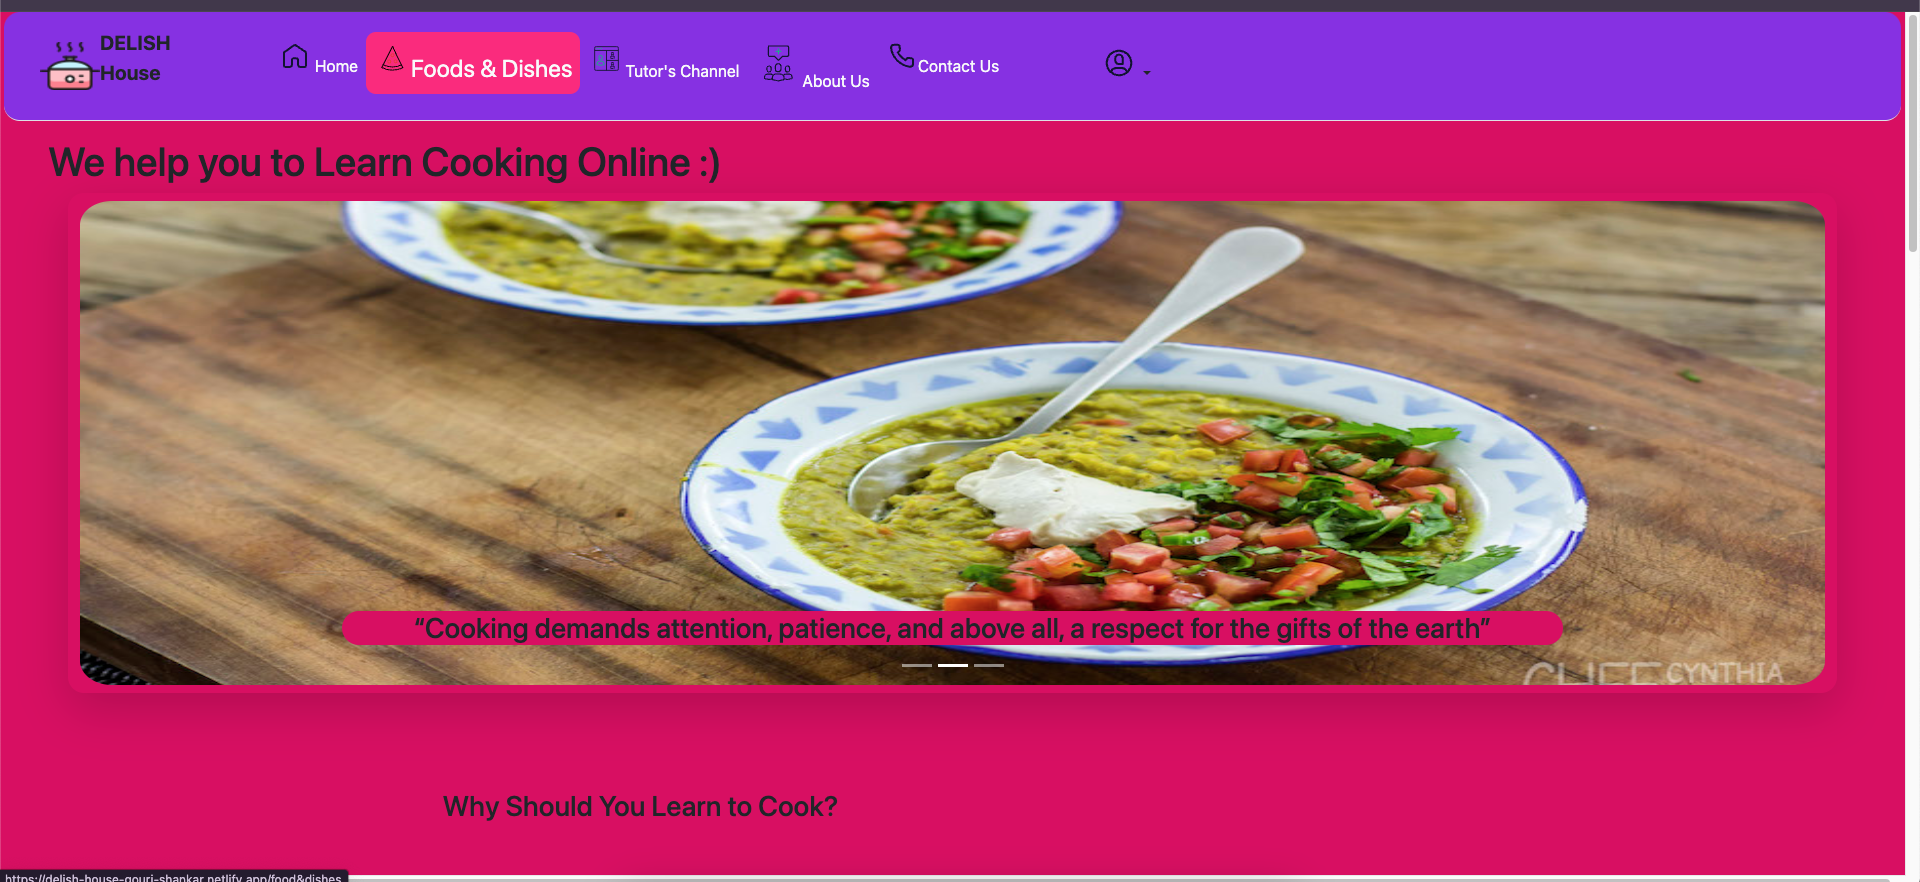 DELISH
House
Home
Foods & Dishes
Tutor's Channel
About Us
Contact Us
We help you to Learn Cooking Online :)
“Cooking demands attention, patience, and above all, a respect for the gifts of the earth”
CHEF CYNTHIA
Why Should You Learn to Cook?
https://delish-house-gouri-shankar.netlify.app/food&dishes